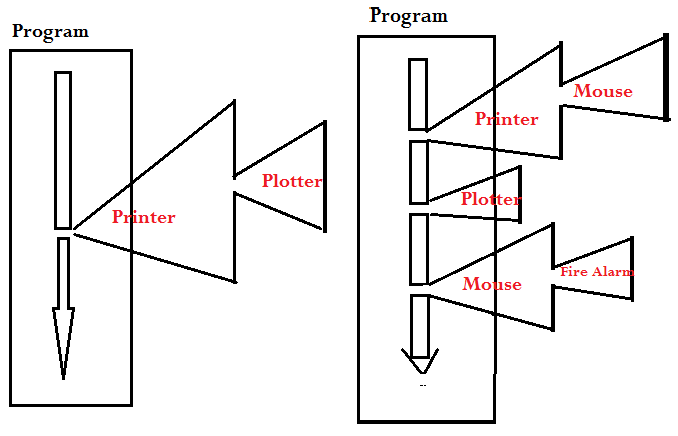 Program
Printer
Plotter
Program
Printer
Mouse
Plotter
Mouse
Fire Alarm